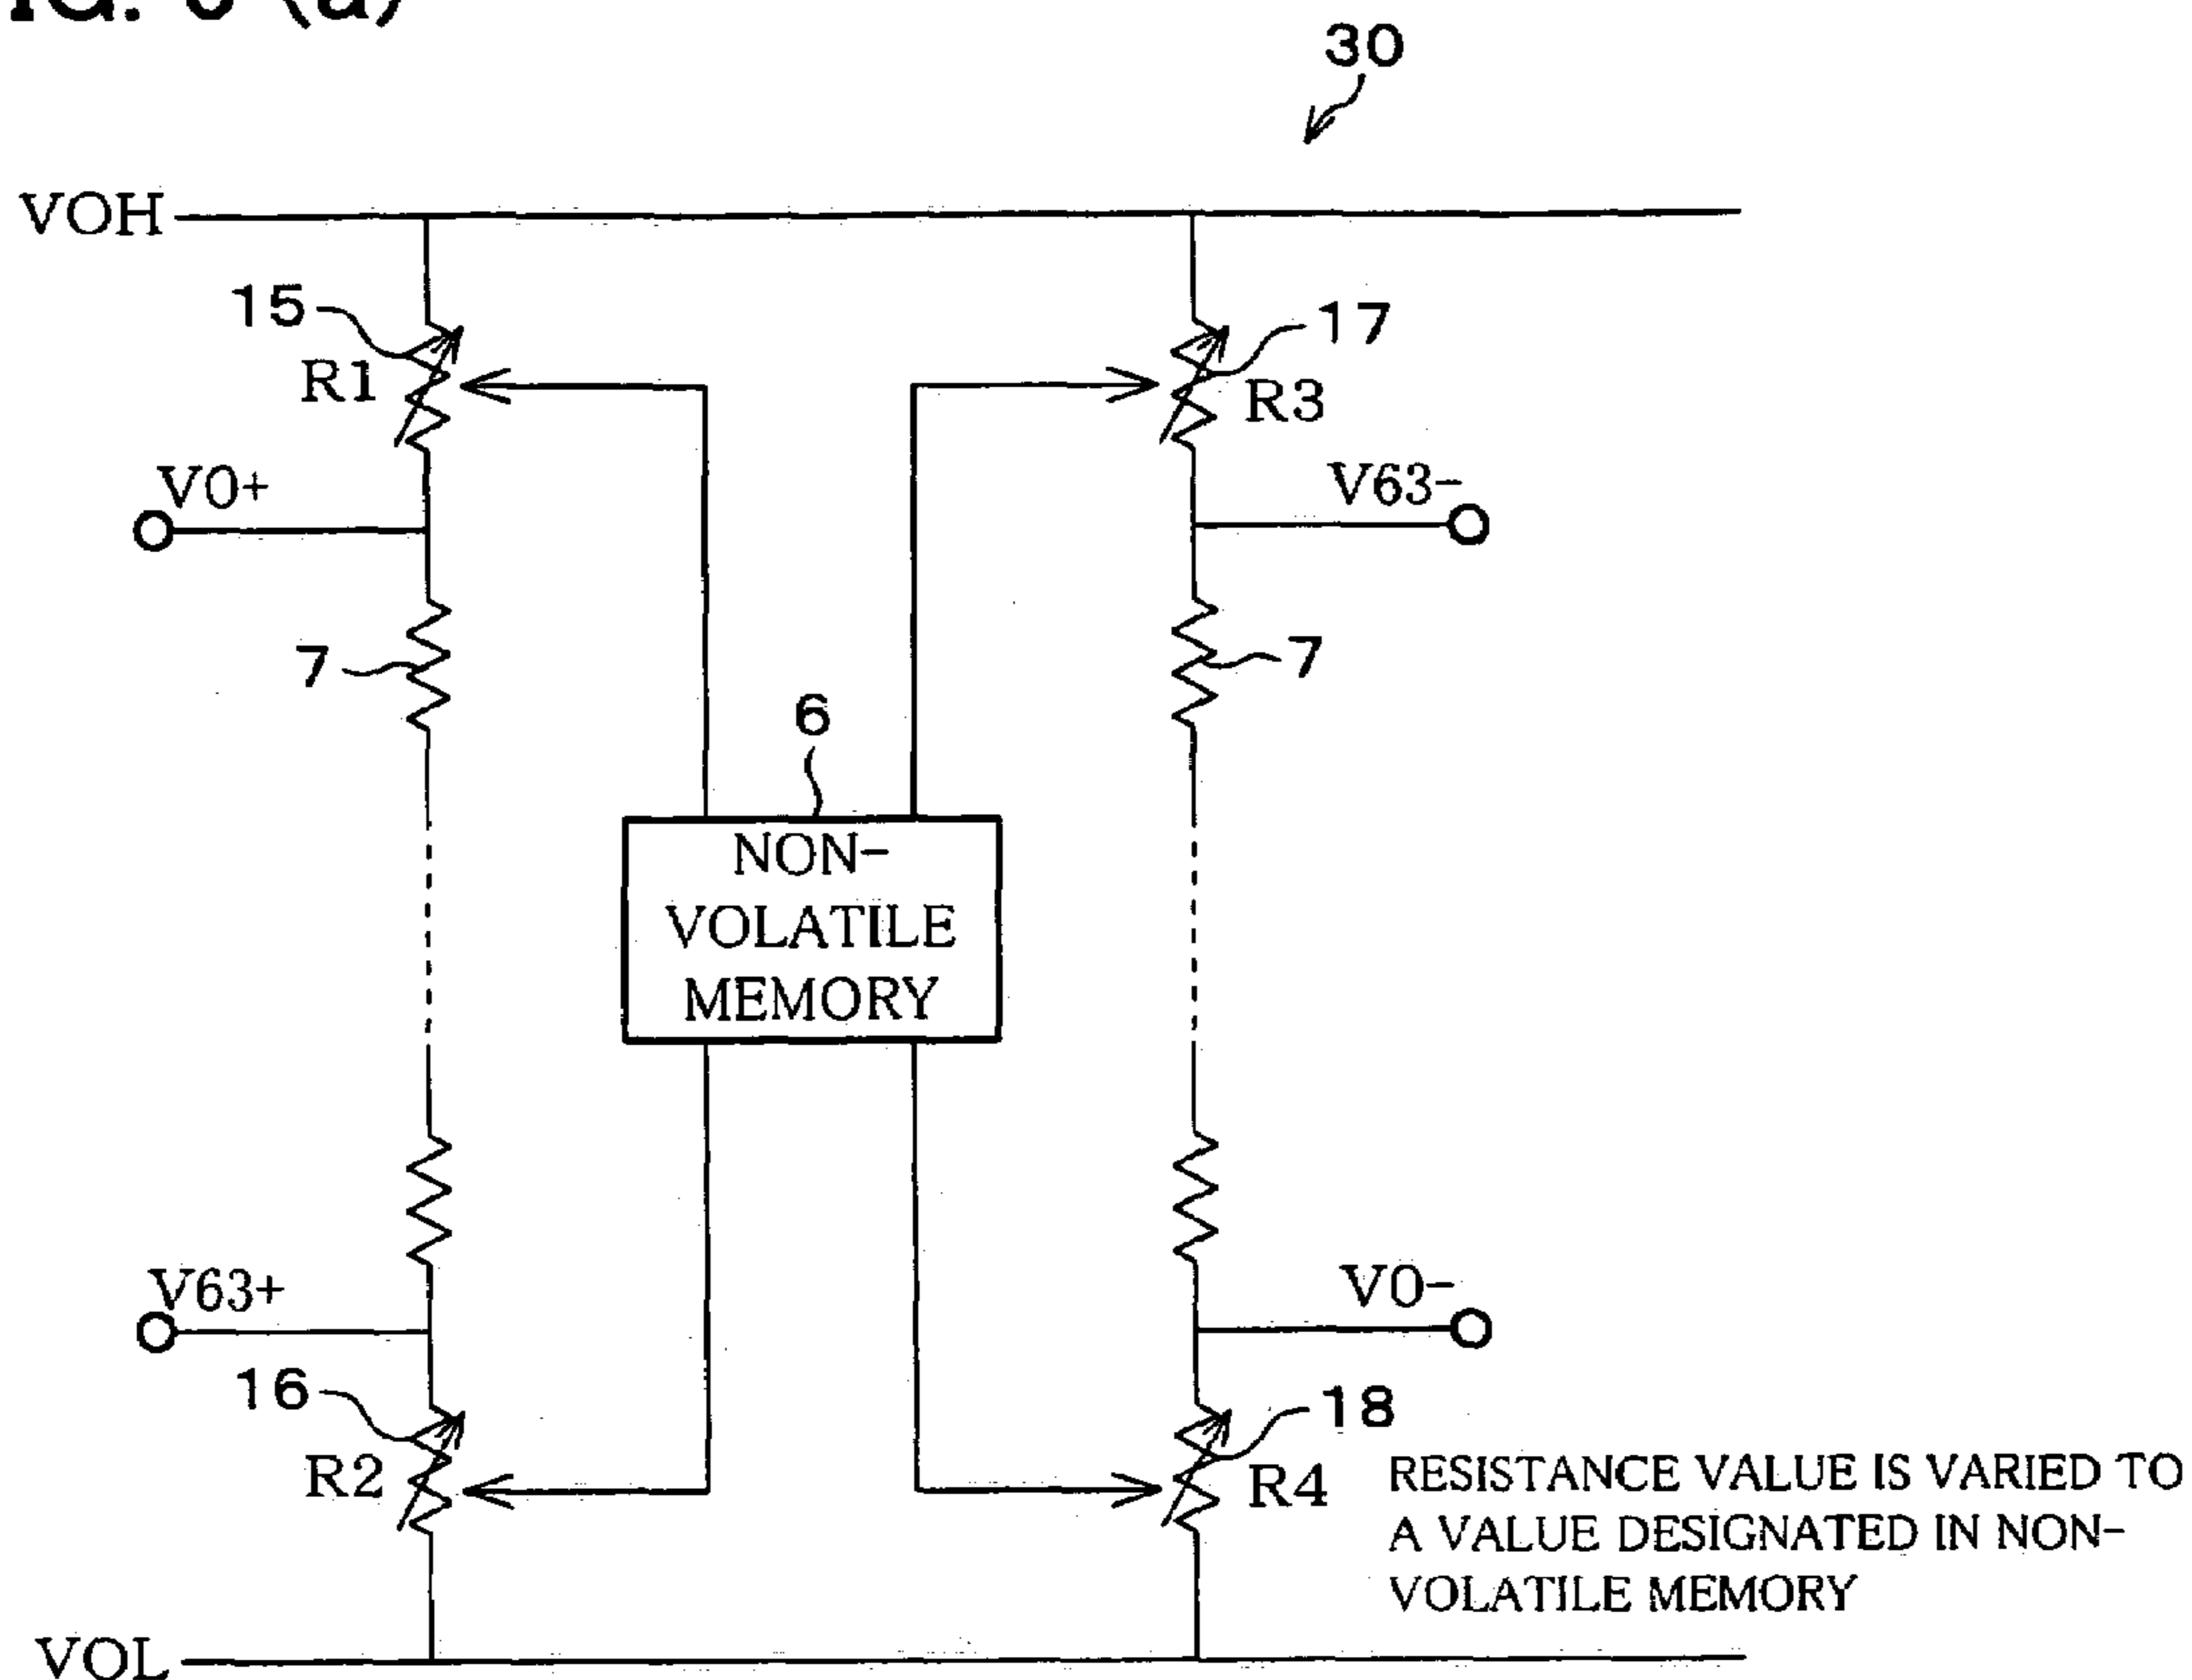 30
VOH
15
R1
17
R3
V0+
V63-
7
7
6
NON-
VOLATILE
MEMORY
V63+
V0-
16
R2
18
R4
RESISTANCE VALUE IS VARIED TO
A VALUE DESIGNATED IN NON-
VOLATILE MEMORY
VOL